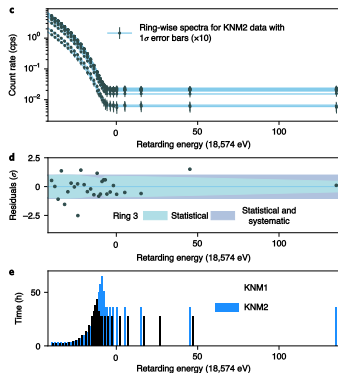 c
Ring-wise spectra for KNM2 data with
1σ error bars (×10)
Count rate (cps)
10⁰
10⁻¹
10⁻²
0 50 100
Retarding energy (18,574 eV)
d
Residuals (σ)
2.5
0
−2.5
Ring 3 Statistical Statistical and
systematic
0 50 100
Retarding energy (18,574 eV)
e
Time (h)
50
0
KNM1
KNM2
0 50 100
Retarding energy (18,574 eV)